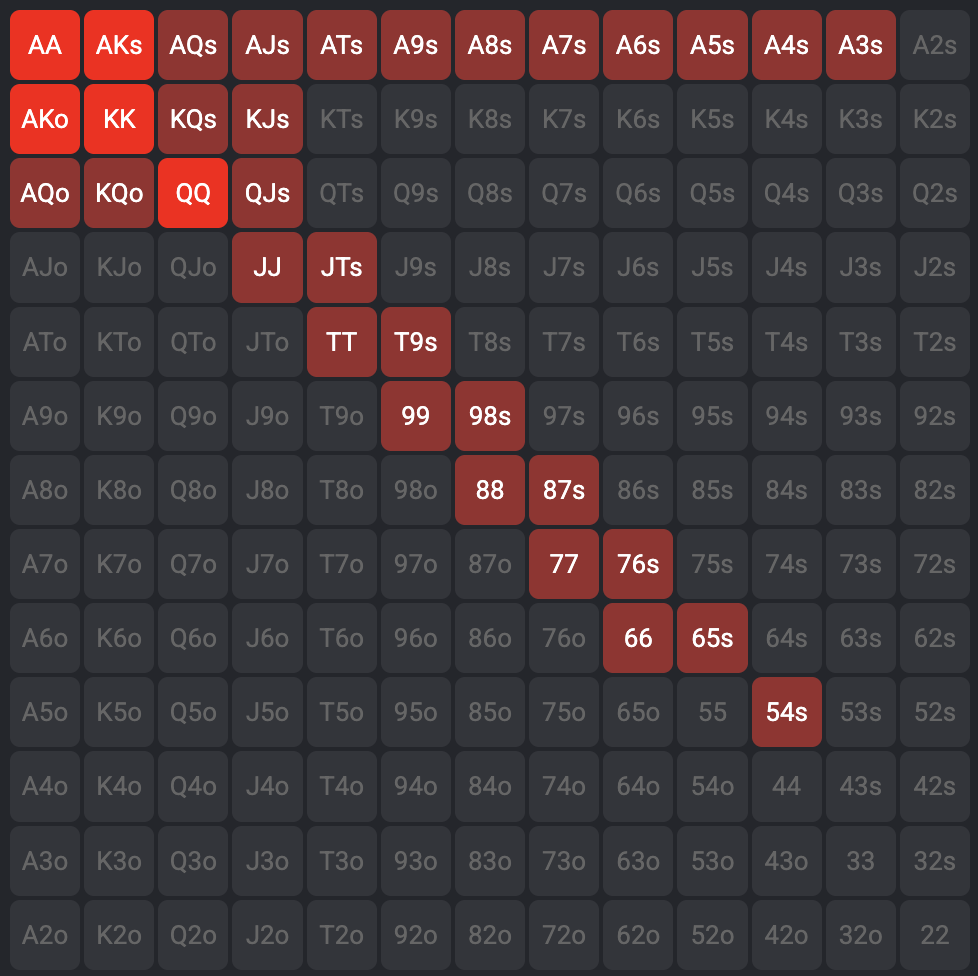 AA AKs AQs AJs ATs A9s A8s A7s A6s A5s A4s A3s A2s
AKo KK KQs KJs KTs K9s K8s K7s K6s K5s K4s K3s K2s
AQo KQo QQ QJs QTs Q9s Q8s Q7s Q6s Q5s Q4s Q3s Q2s
AJo KJo QJo JJ JTs J9s J8s J7s J6s J5s J4s J3s J2s
ATo KTo QTo JTo TT T9s T8s T7s T6s T5s T4s T3s T2s
A9o K9o Q9o J9o T9o 99 98s 97s 96s 95s 94s 93s 92s
A8o K8o Q8o J8o T8o 98o 88 87s 86s 85s 84s 83s 82s
A7o K7o Q7o J7o T7o 97o 87o 77 76s 75s 74s 73s 72s
A6o K6o Q6o J6o T6o 96o 86o 76o 66 65s 64s 63s 62s
A5o K5o Q5o J5o T5o 95o 85o 75o 65o 55 54s 53s 52s
A4o K4o Q4o J4o T4o 94o 84o 74o 64o 54o 44 43s 42s
A3o K3o Q3o J3o T3o 93o 83o 73o 63o 53o 43o 33 32s
A2o K2o Q2o J2o T2o 92o 82o 72o 62o 52o 42o 32o 22